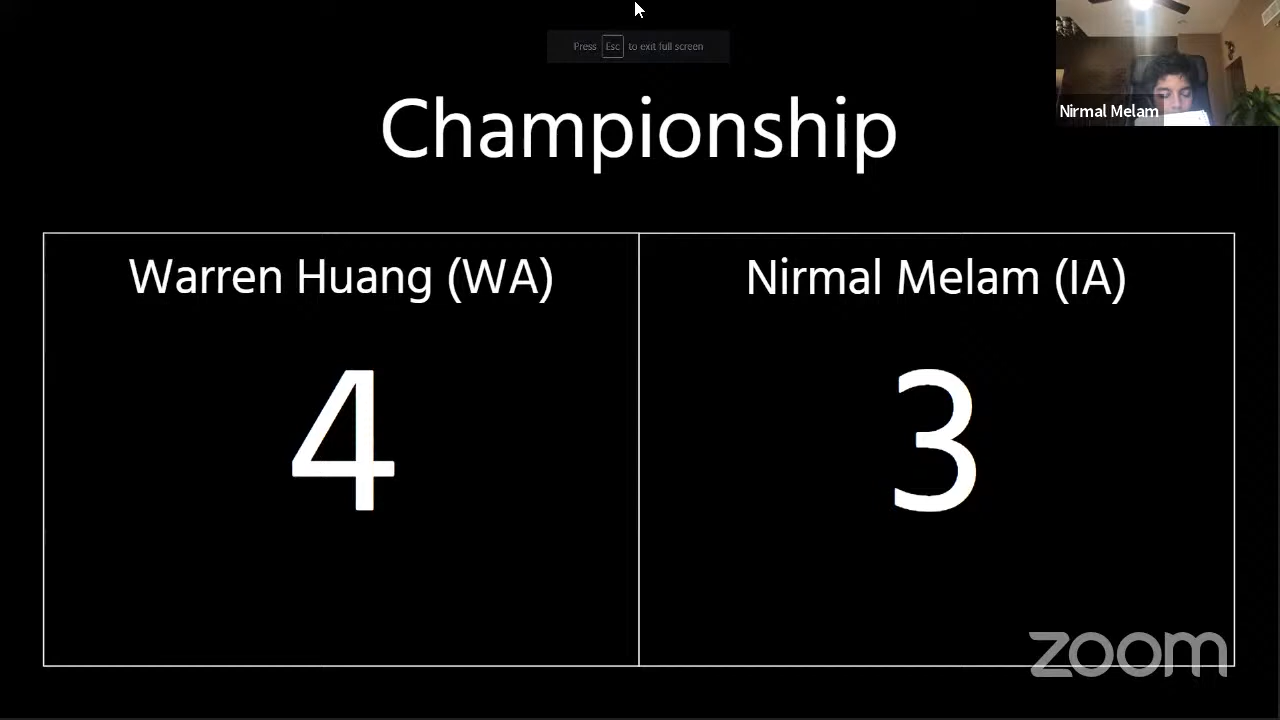 Press Esc to exit full screen
Nirmal Melam
Championship
Warren Huang (WA)
Nirmal Melam (IA)
4
3
zoom